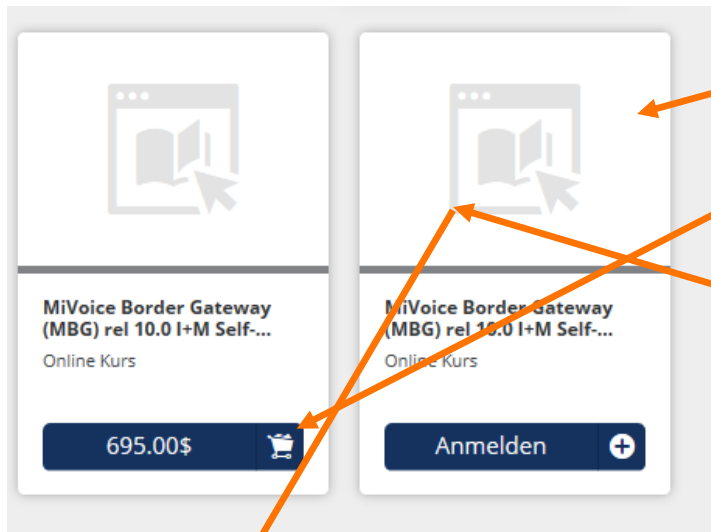 MiVoice Border Gateway
(MBG) rel 10.0 I+M Self-...
Online Kurs
695.00$
MiVoice Border Gateway
(MBG) rel 10.0 I+M Self-...
Online Kurs
Anmelden